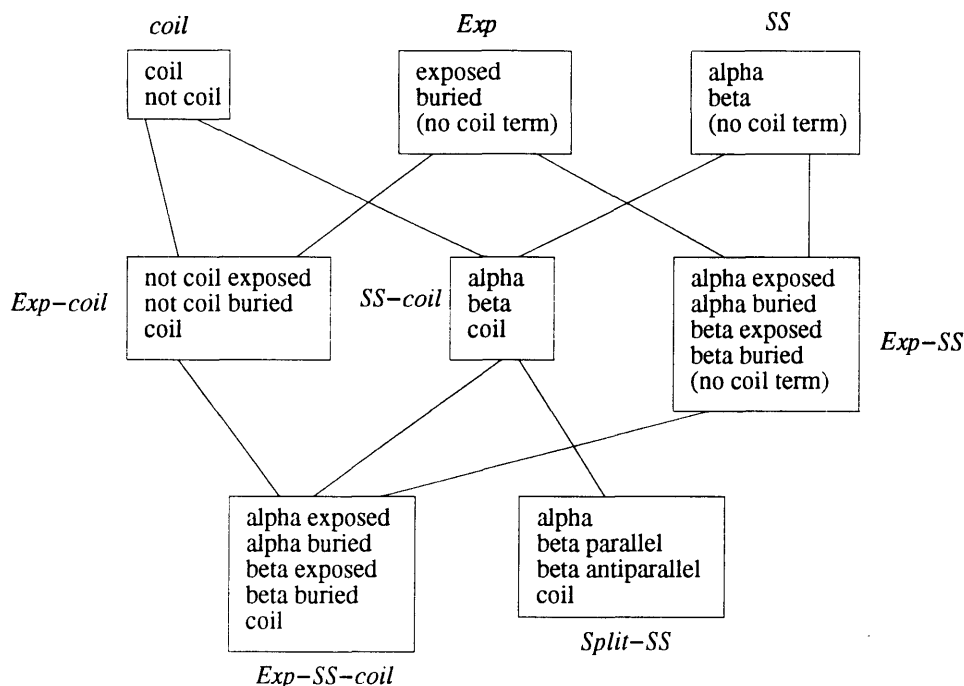 coil
Exp
SS
coil
not coil
exposed
buried
(no coil term)
alpha
beta
(no coil term)
Exp-coil
not coil exposed
not coil buried
coil
SS-coil
alpha
beta
coil
alpha exposed
alpha buried
beta exposed
beta buried
(no coil term)
Exp-SS
alpha exposed
alpha buried
beta exposed
beta buried
coil
Exp-SS-coil
alpha
beta parallel
beta antiparallel
coil
Split-SS